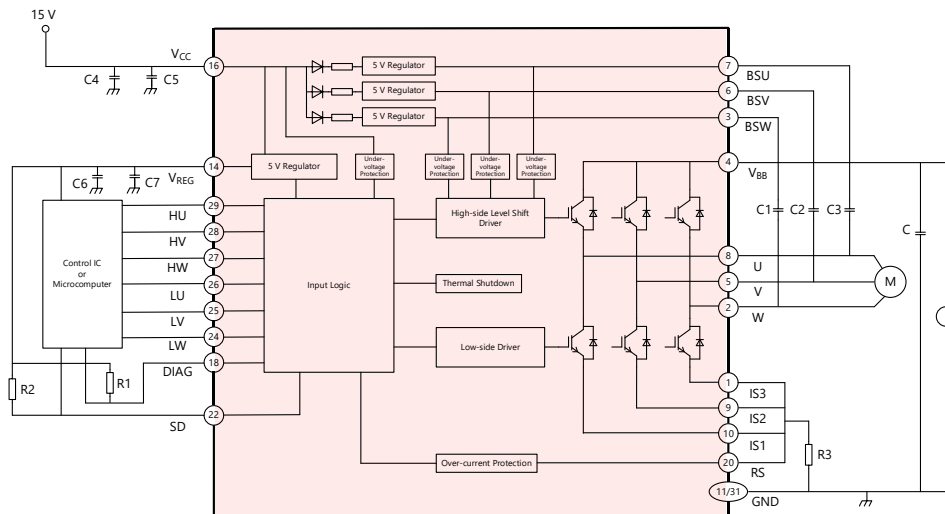 15 V
VCC
C4
C5
16
5 V Regulator
7
BSU
5 V Regulator
6
BSV
5 V Regulator
3
BSW
14
VREG
C6
C7
5 V Regulator
Under-
voltage
Protection
Under-
voltage
Protection
Under-
voltage
Protection
Under-
voltage
Protection
4
VBB
29
HU
28
HV
27
HW
26
LU
25
LV
24
LW
18
DIAG
22
SD
Control IC
or
Microcomputer
R2
R1
Input Logic
High-side Level Shift
Driver
Thermal Shutdown
Low-side Driver
Over-current Protection
C1
C2
C3
C
8
U
5
V
2
W
M
1
IS3
9
IS2
10
IS1
20
RS
R3
11/31
GND